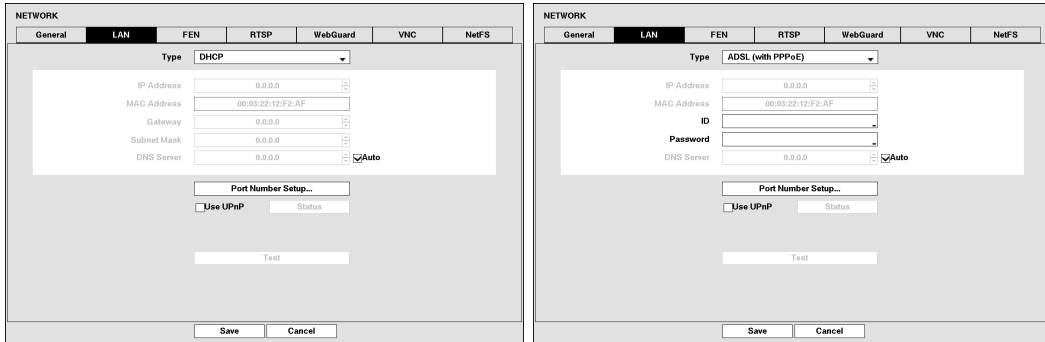 NETWORK
General LAN FEN RTSP WebGuard VNC NetFS
Type DHCP
IP Address 0.0.0.0
MAC Address 00:03:22:12:F2:AF
Gateway 0.0.0.0
Subnet Mask 0.0.0.0
DNS Server 0.0.0.0 Auto
Port Number Setup...
Use UPnP Status
Test
Save Cancel
NETWORK
General LAN FEN RTSP WebGuard VNC NetFS
Type ADSL (with PPPoE)
IP Address 0.0.0.0
MAC Address 00:03:22:12:F2:AF
ID
Password
DNS Server 0.0.0.0 Auto
Port Number Setup...
Use UPnP Status
Test
Save Cancel